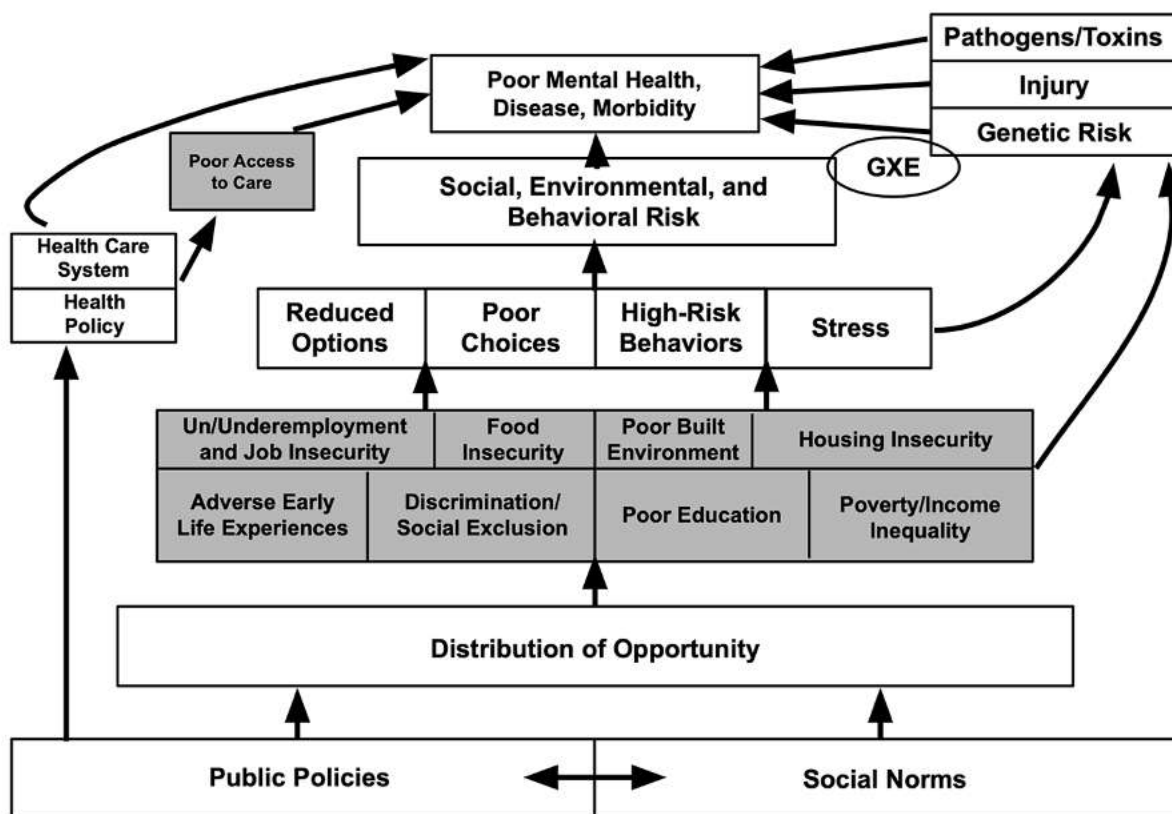 Pathogens/Toxins
Injury
Genetic Risk
Poor Mental Health,
Disease, Morbidity
GXE
Poor Access
to Care
Social, Environmental, and
Behavioral Risk
Health Care
System
Health
Policy
Reduced
Options
Poor
Choices
High-Risk
Behaviors
Stress
Un/Underemployment
and Job Insecurity
Food
Insecurity
Poor Built
Environment
Housing Insecurity
Adverse Early
Life Experiences
Discrimination/
Social Exclusion
Poor Education
Poverty/Income
Inequality
Distribution of Opportunity
Public Policies
Social Norms